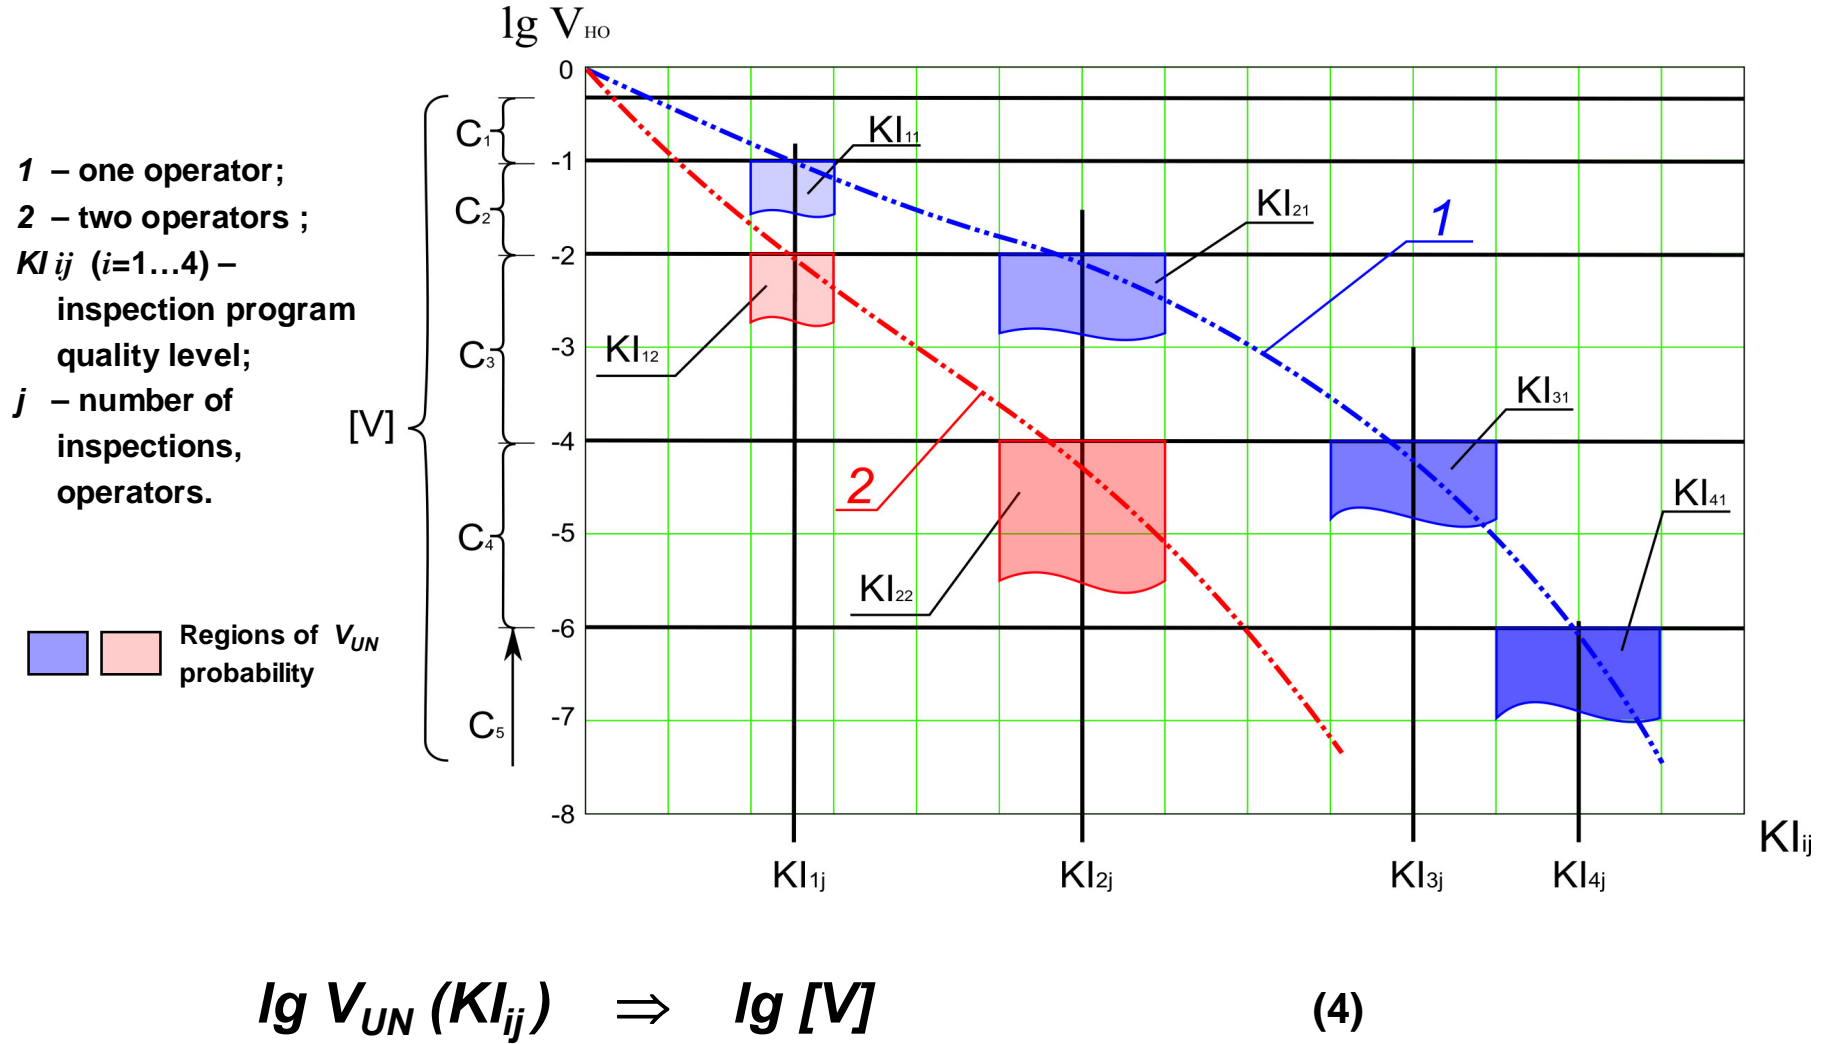 lg V_HO
0
-1
-2
-3
-4
-5
-6
-7
-8
C1
C2
C3
C4
C5
[V]
1 – one operator;
2 – two operators ;
KI ij (i=1…4) –
inspection program
quality level;
j – number of
inspections,
operators.
Regions of V_UN
probability
KI11
KI12
KI21
KI22
KI31
KI41
1
2
KI1j
KI2j
KI3j
KI4j
KIij
lg V_UN (KI_ij) ⇒ lg [V] (4)